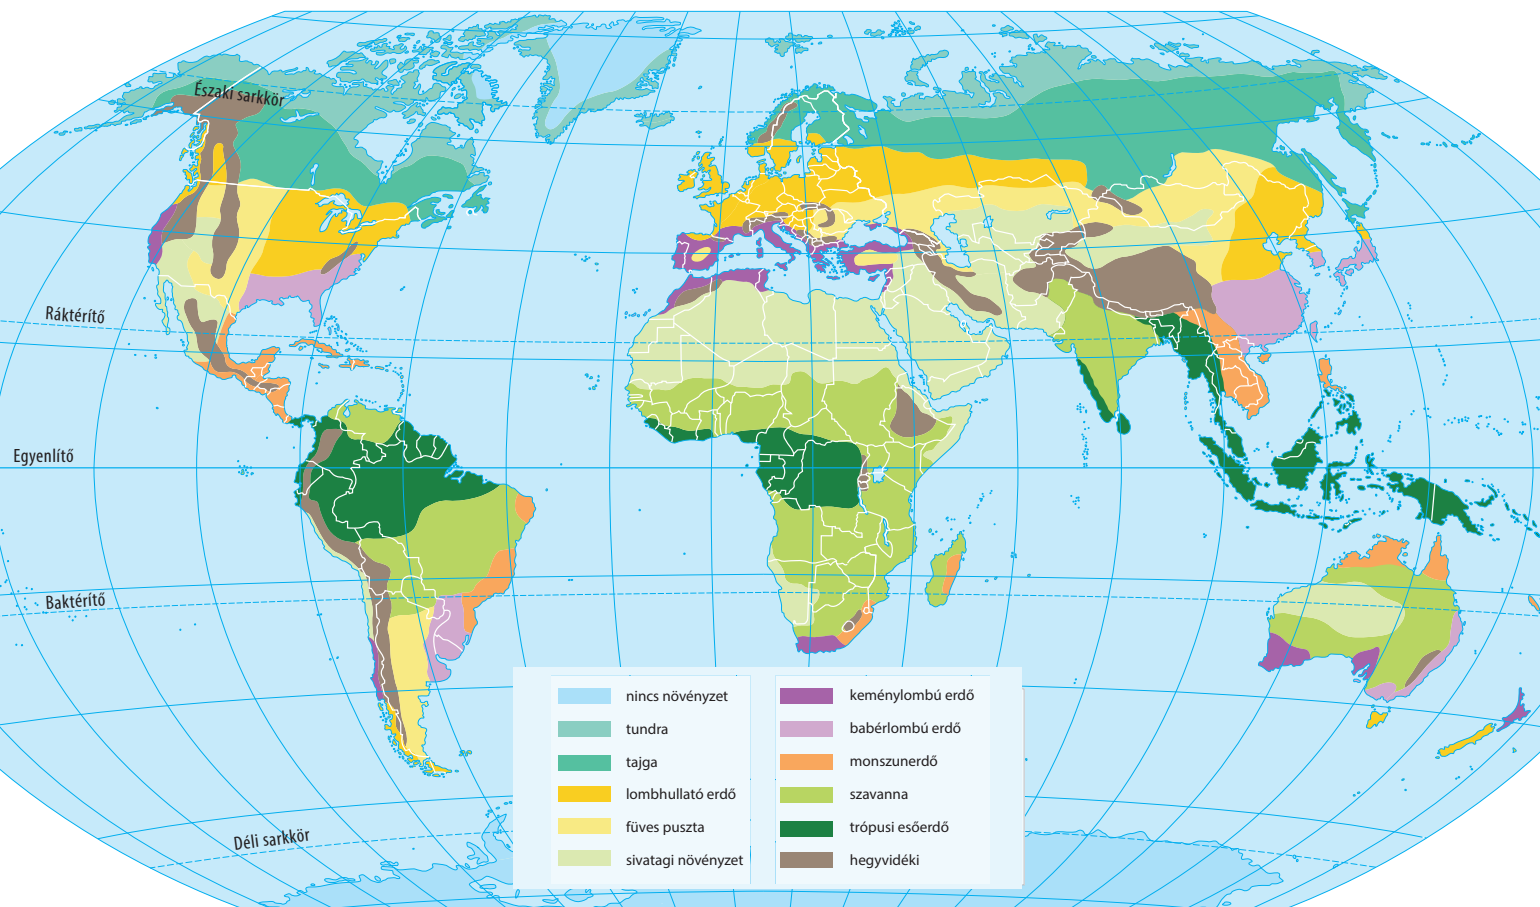 Északi sarkkör
Ráktérítő
Egyenlítő
Baktérítő
Déli sarkkör
nincs növényzet
tundra
tajga
lombhullató erdő
füves puszta
sivatagi növényzet
keménylombú erdő
babérlombú erdő
monszunerdő
szavanna
trópusi esőerdő
hegyvidéki